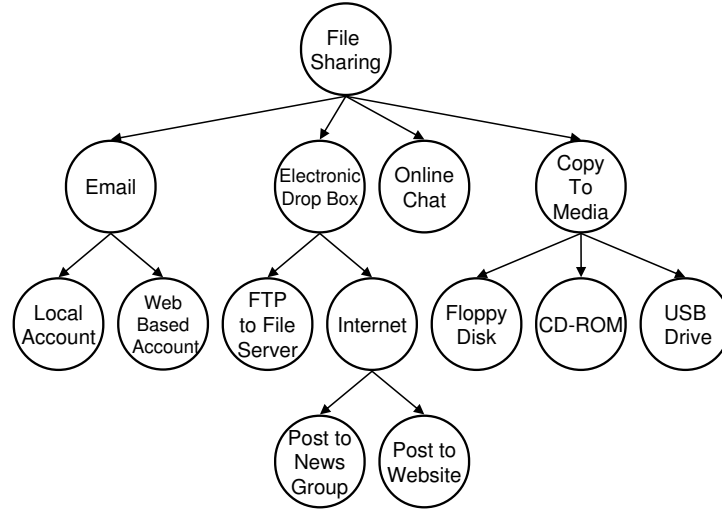 File
Sharing
Email
Electronic
Drop Box
Online
Chat
Copy
To
Media
Local
Account
Web
Based
Account
FTP
to File
Server
Internet
Floppy
Disk
CD-ROM
USB
Drive
Post to
News
Group
Post to
Website